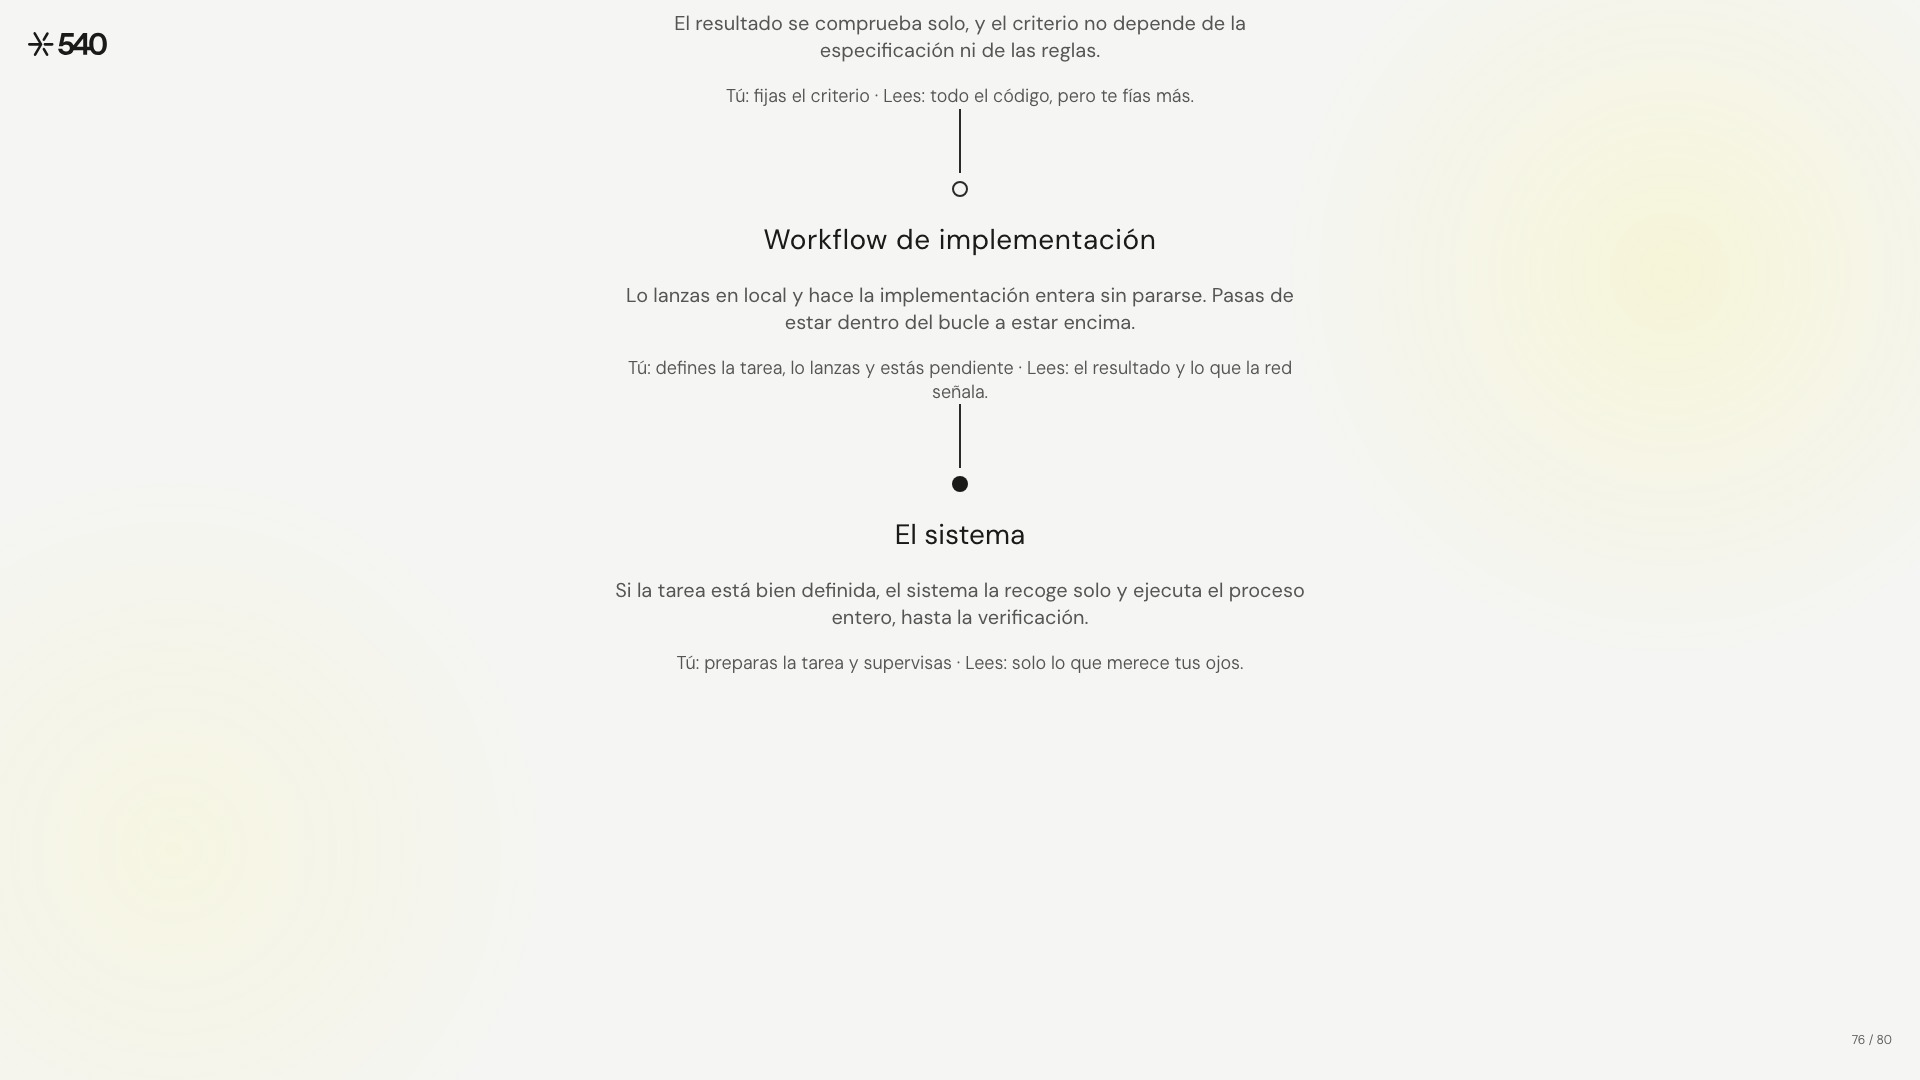 540
El resultado se comprueba solo, y el criterio no depende de la
especificación ni de las reglas.
Tú: fijas el criterio · Lees: todo el código, pero te fías más.
Workflow de implementación
Lo lanzas en local y hace la implementación entera sin pararse. Pasas de
estar dentro del bucle a estar encima.
Tú: defines la tarea, lo lanzas y estás pendiente · Lees: el resultado y lo que la red
señala.
El sistema
Si la tarea está bien definida, el sistema la recoge solo y ejecuta el proceso
entero, hasta la verificación.
Tú: preparas la tarea y supervisas · Lees: solo lo que merece tus ojos.
76 / 80